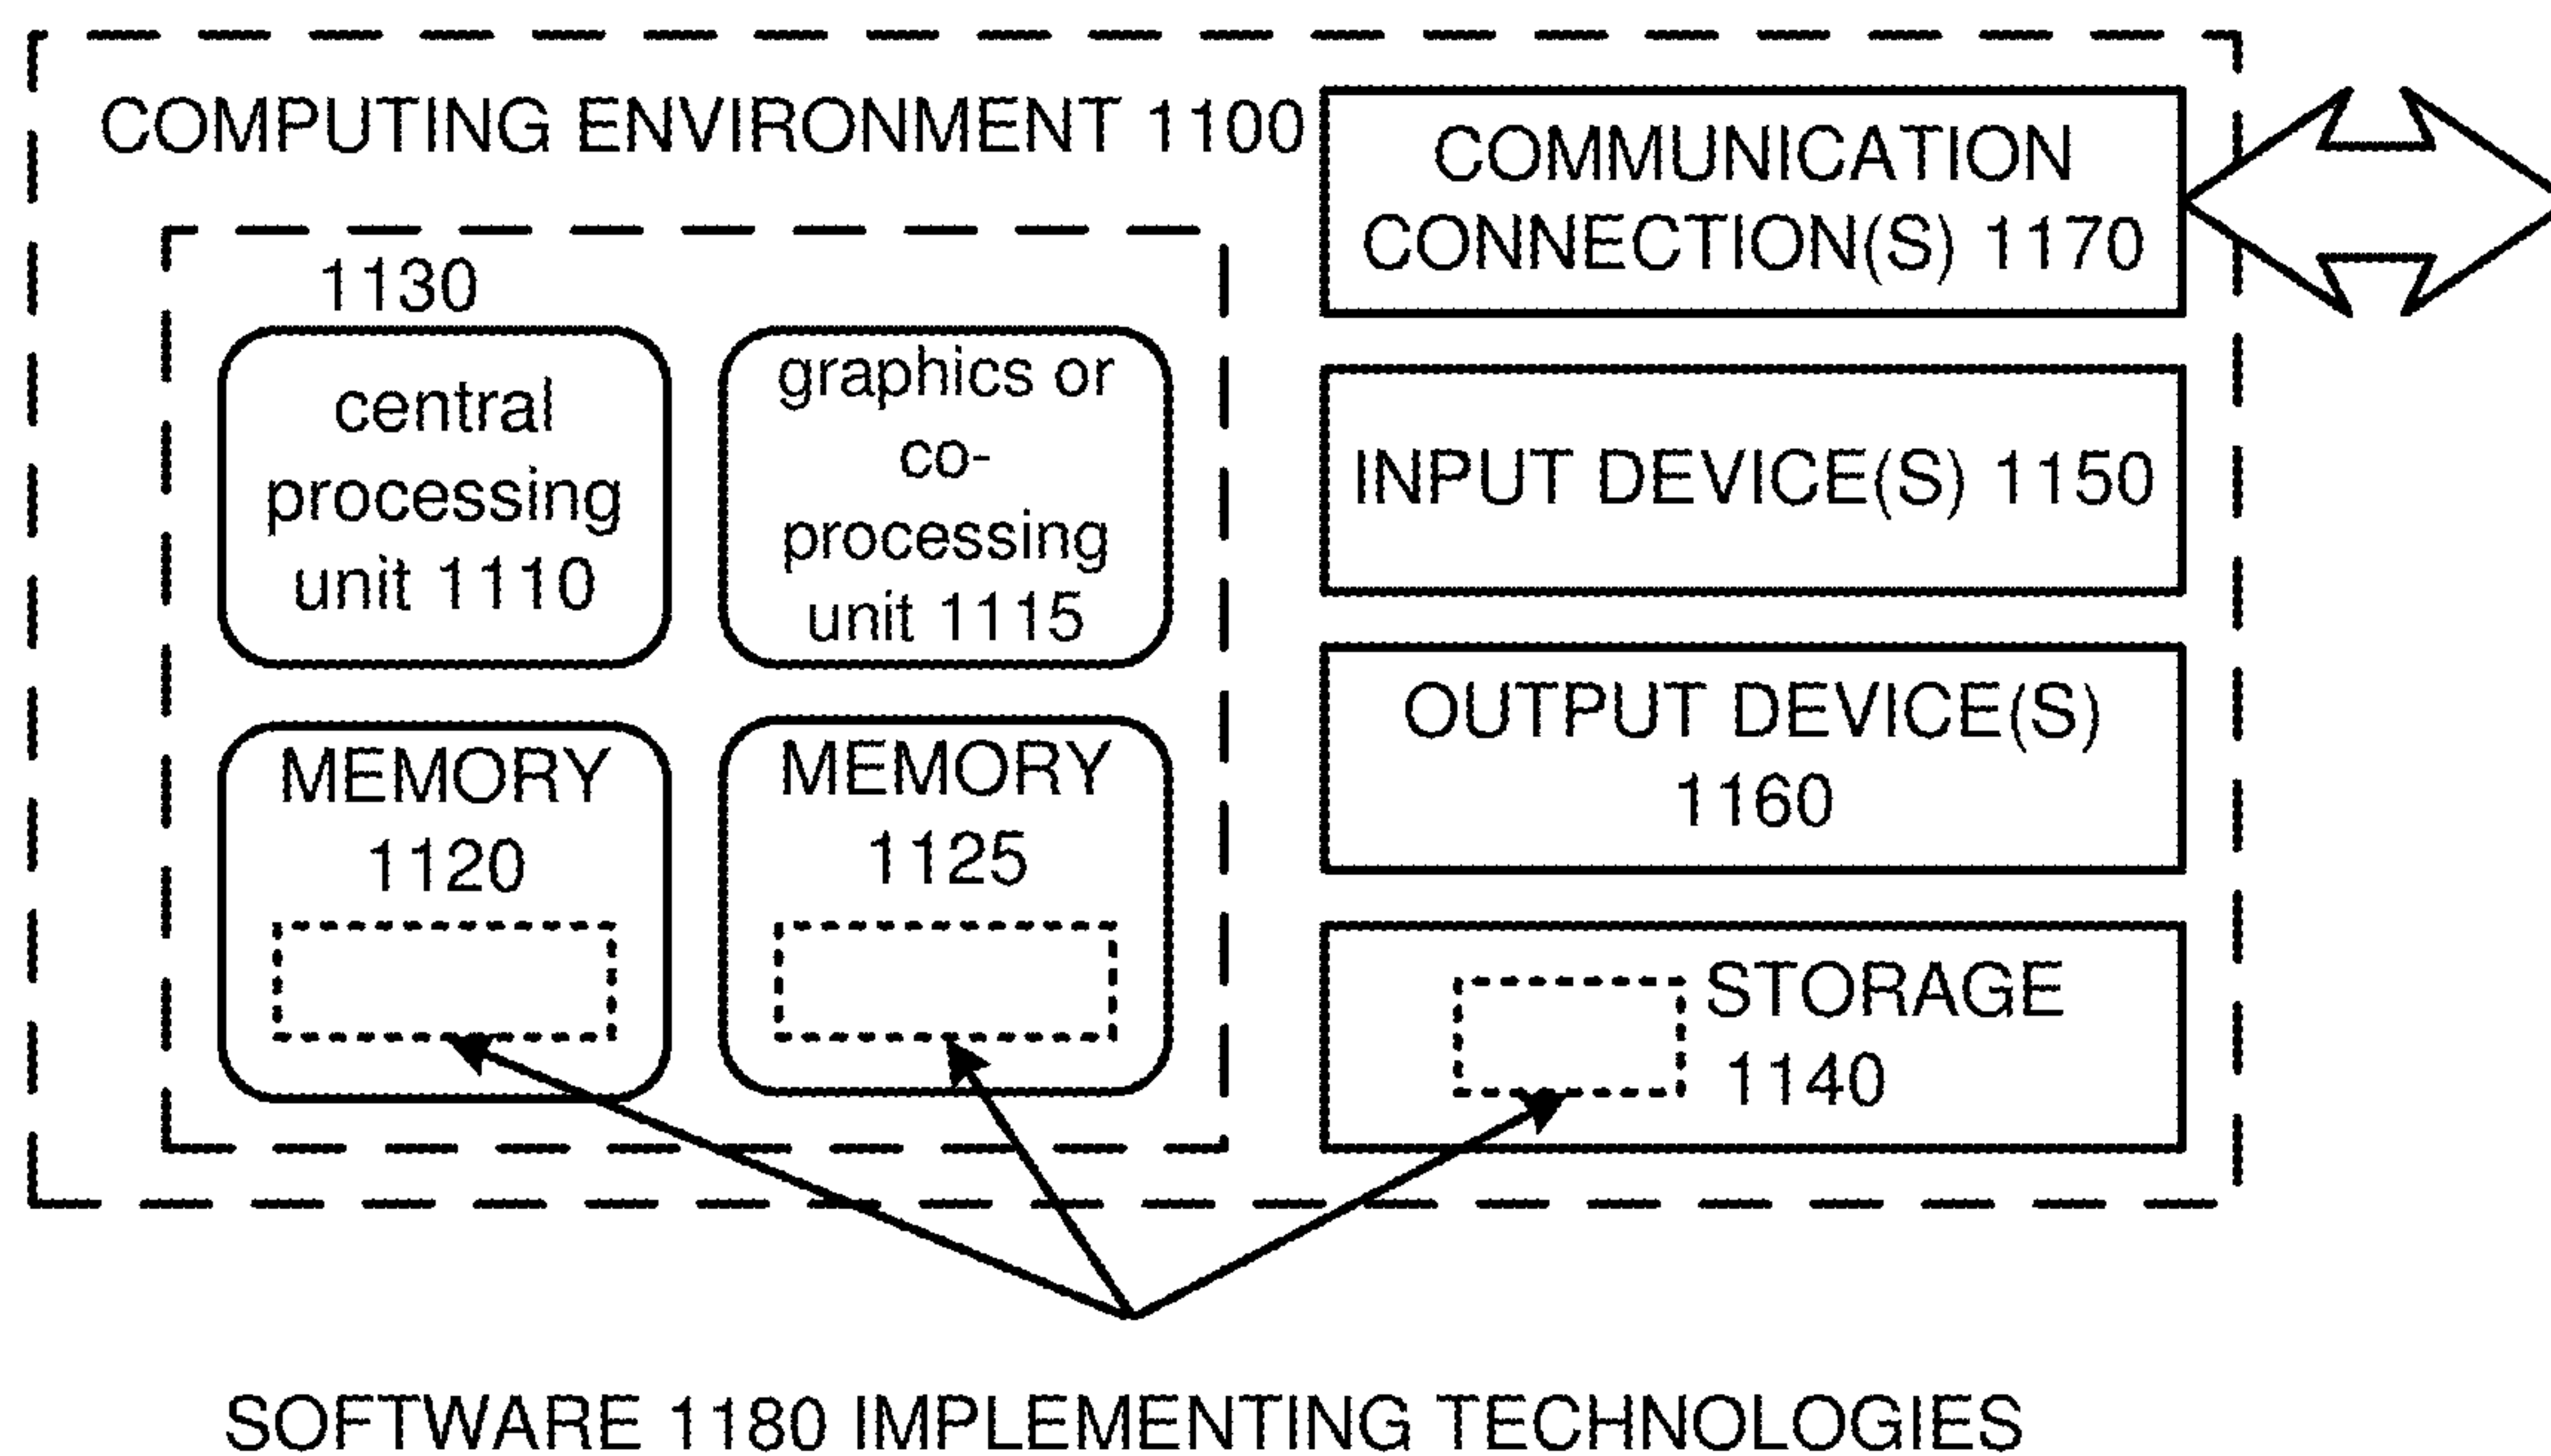 COMPUTING ENVIRONMENT 1100
1130
central
processing
unit 1110
graphics or
co-
processing
unit 1115
MEMORY
1120
MEMORY
1125
COMMUNICATION
CONNECTION(S) 1170
INPUT DEVICE(S) 1150
OUTPUT DEVICE(S)
1160
STORAGE
1140
SOFTWARE 1180 IMPLEMENTING TECHNOLOGIES